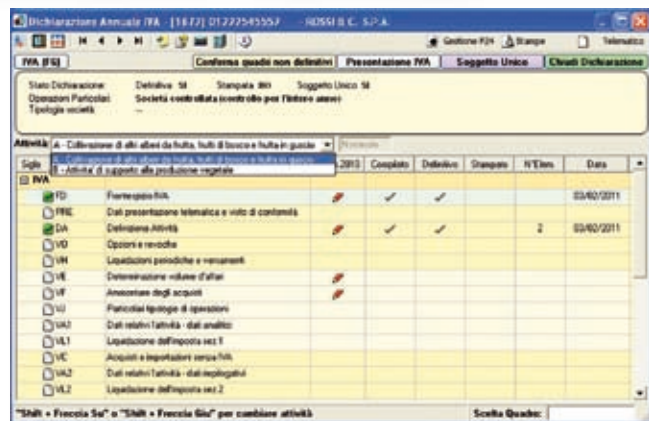 Dichiarazione Annuale IVA - [1677] 01222545557 - ROSSI & C. S.P.A.
Gestione F24 Stampe Telematico
IVA (FG) Conferma quadri non definitivi Presentazione IVA Soggetto Unico Chiudi Dichiarazione
Stato Dichiarazione: Definitiva SI Stampata NO Soggetto Unico SI
Operazioni Particolari: Società controllata (controllo per l'intero anno)
Tipologia società: ---
Attività: A - Coltivazione di altri alberi da frutta, frutti di bosco e frutta in guscio
A - Coltivazione di altri alberi da frutta, frutti di bosco e frutta in guscio
B - Attivita' di supporto alla produzione vegetale
Sigla 2013 Compilato Definitivo Stampato N°Elem. Data
IVA
FD Frontespizio IVA 03/02/2011
PRE Dati presentazione telematica e visto di conformità
DA Definizione Attività 2 03/02/2011
VO Opzioni e revoche
VH Liquidazioni periodiche e versamenti
VE Determinazione volume d'affari
VF Ammontare degli acquisti
VJ Particolari tipologie di operazioni
VA1 Dati relativi l'attività - dati analitici
VL1 Liquidazione dell'imposta sez.1
VC Acquisti e importazioni senza IVA
VA2 Dati relativi l'attività - dati riepilogativi
VL2 Liquidazione dell'imposta sez.2
"Shift + Freccia Su" o "Shift + Freccia Giu" per cambiare attività Scelta Quadro: